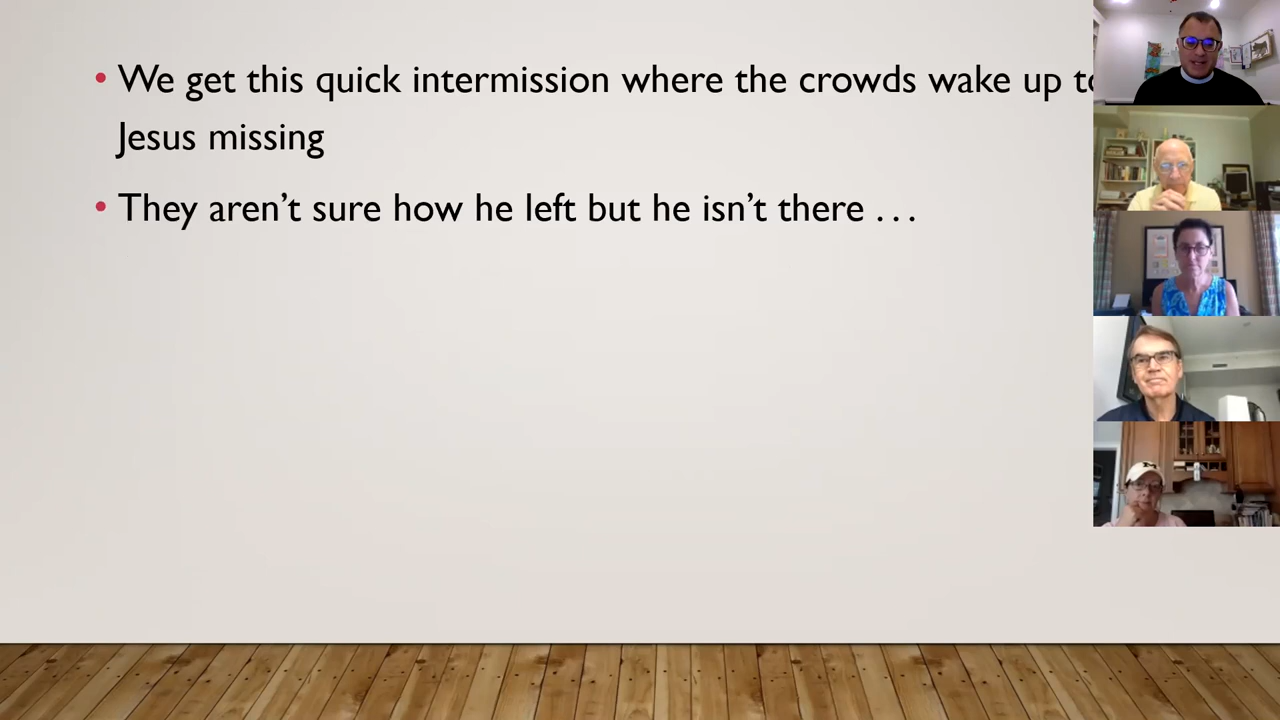 • We get this quick intermission where the crowds wake up to
Jesus missing
• They aren’t sure how he left but he isn’t there . . .
M